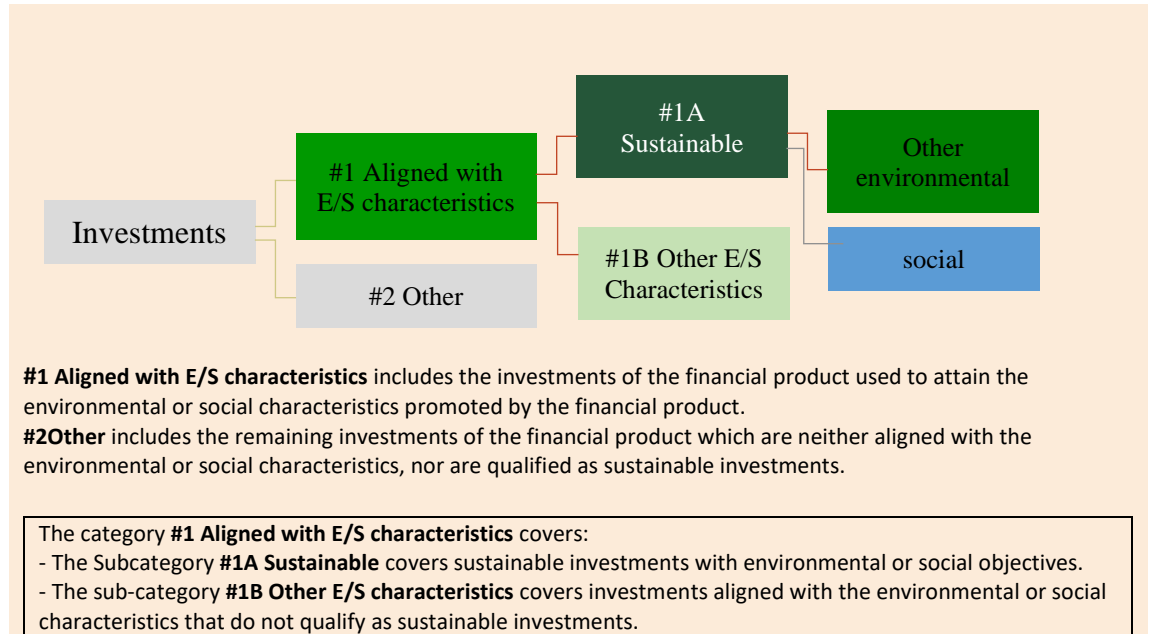 #1A
Sustainable
Other
environmental
#1 Aligned with
E/S characteristics
Investments
social
#1B Other E/S
Characteristics
#2 Other
#1 Aligned with E/S characteristics includes the investments of the financial product used to attain the
environmental or social characteristics promoted by the financial product.
#2Other includes the remaining investments of the financial product which are neither aligned with the
environmental or social characteristics, nor are qualified as sustainable investments.
The category #1 Aligned with E/S characteristics covers:
- The Subcategory #1A Sustainable covers sustainable investments with environmental or social objectives.
- The sub-category #1B Other E/S characteristics covers investments aligned with the environmental or social
characteristics that do not qualify as sustainable investments.